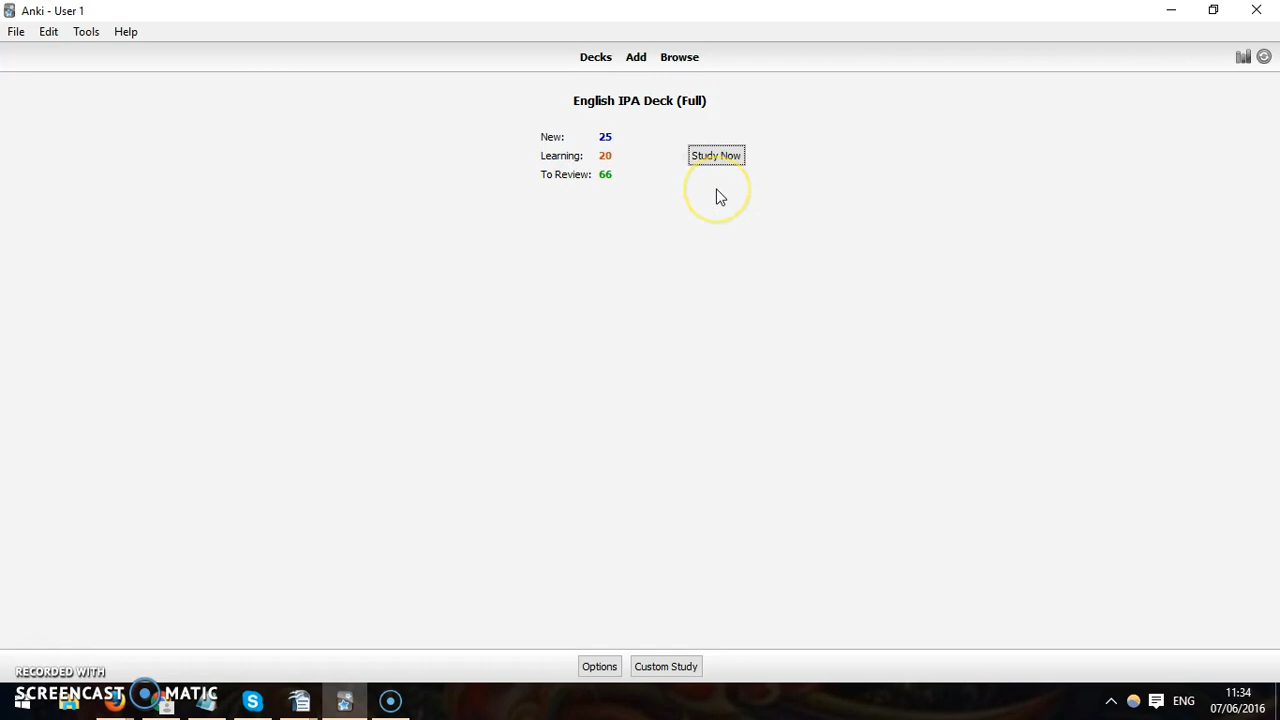 Anki - User 1
File Edit Tools Help
Decks Add Browse
English IPA Deck (Full)
New: 25
Learning: 20
Study Now
To Review: 66
Options Custom Study
RECORDED WITH
SCREENCAST MATIC
ENG
11:34
07/06/2016